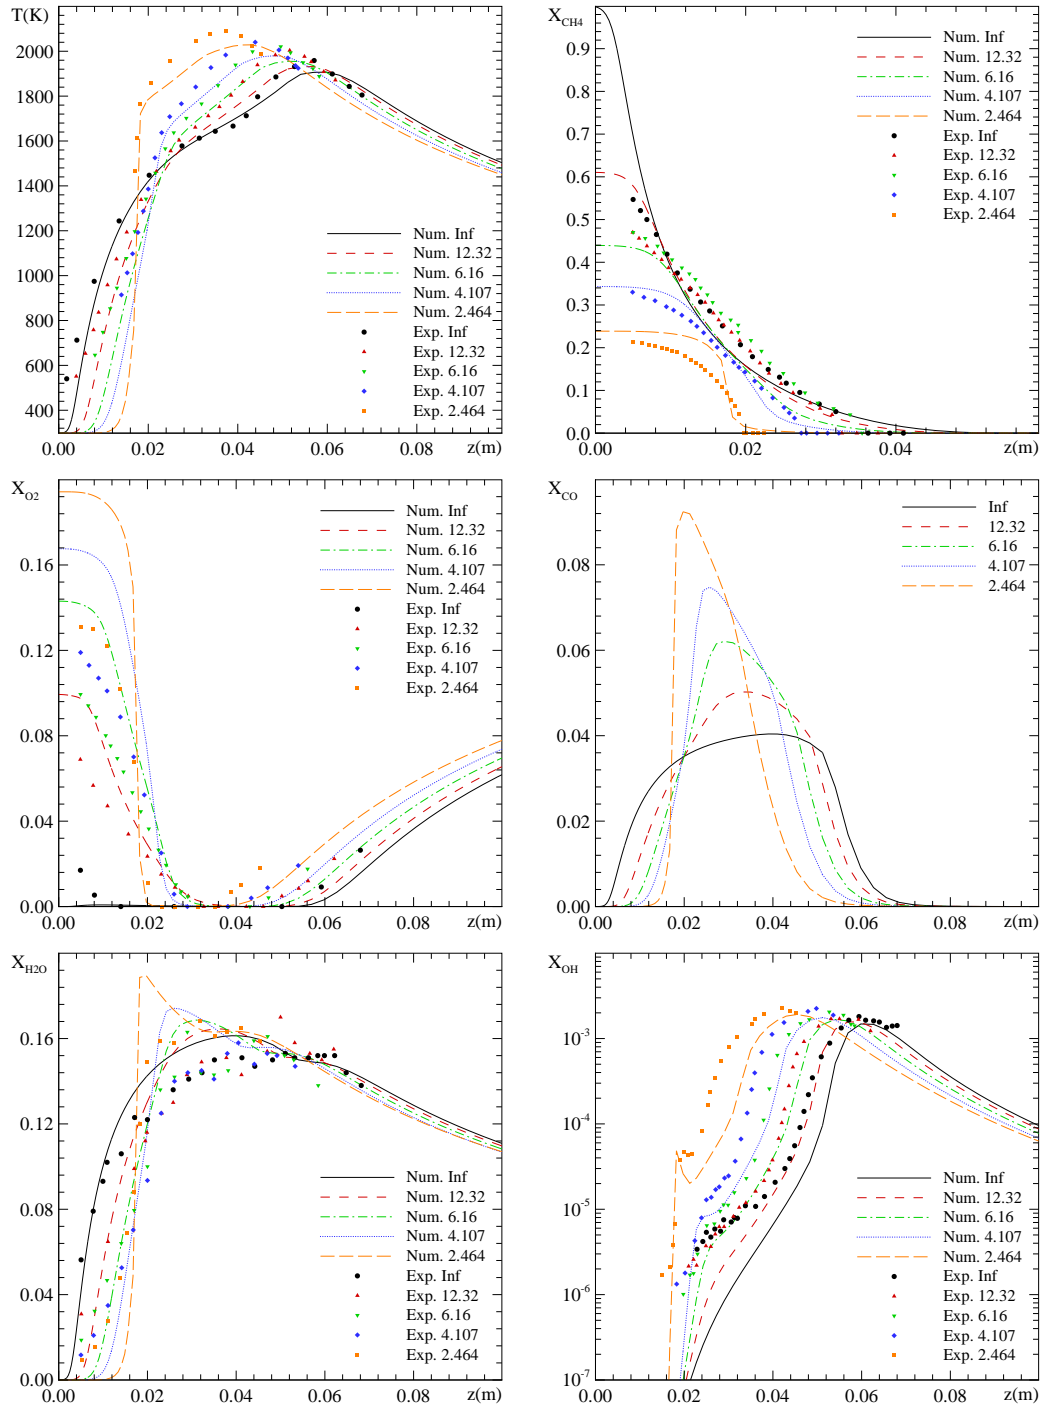 T(K)
2000
1800
1600
1400
1200
1000
800
600
400
0.00
0.02
0.04
0.06
0.08
z(m)
Num. Inf
Num. 12.32
Num. 6.16
Num. 4.107
Num. 2.464
Exp. Inf
Exp. 12.32
Exp. 6.16
Exp. 4.107
Exp. 2.464
X_CH4
0.9
0.8
0.7
0.6
0.5
0.4
0.3
0.2
0.1
0.0
0.00
0.02
0.04
z(m)
Num. Inf
Num. 12.32
Num. 6.16
Num. 4.107
Num. 2.464
Exp. Inf
Exp. 12.32
Exp. 6.16
Exp. 4.107
Exp. 2.464
X_O2
0.16
0.12
0.08
0.04
0.00
0.00
0.02
0.04
0.06
0.08
z(m)
Num. Inf
Num. 12.32
Num. 6.16
Num. 4.107
Num. 2.464
Exp. Inf
Exp. 12.32
Exp. 6.16
Exp. 4.107
Exp. 2.464
X_CO
0.08
0.06
0.04
0.02
0.00
0.00
0.02
0.04
0.06
0.08
z(m)
Inf
12.32
6.16
4.107
2.464
X_H2O
0.16
0.12
0.08
0.04
0.00
0.00
0.02
0.04
0.06
0.08
z(m)
Num. Inf
Num. 12.32
Num. 6.16
Num. 4.107
Num. 2.464
Exp. Inf
Exp. 12.32
Exp. 6.16
Exp. 4.107
Exp. 2.464
X_OH
10^-3
10^-4
10^-5
10^-6
10^-7
0.00
0.02
0.04
0.06
0.08
z(m)
Num. Inf
Num. 12.32
Num. 6.16
Num. 4.107
Num. 2.464
Exp. Inf
Exp. 12.32
Exp. 6.16
Exp. 4.107
Exp. 2.464